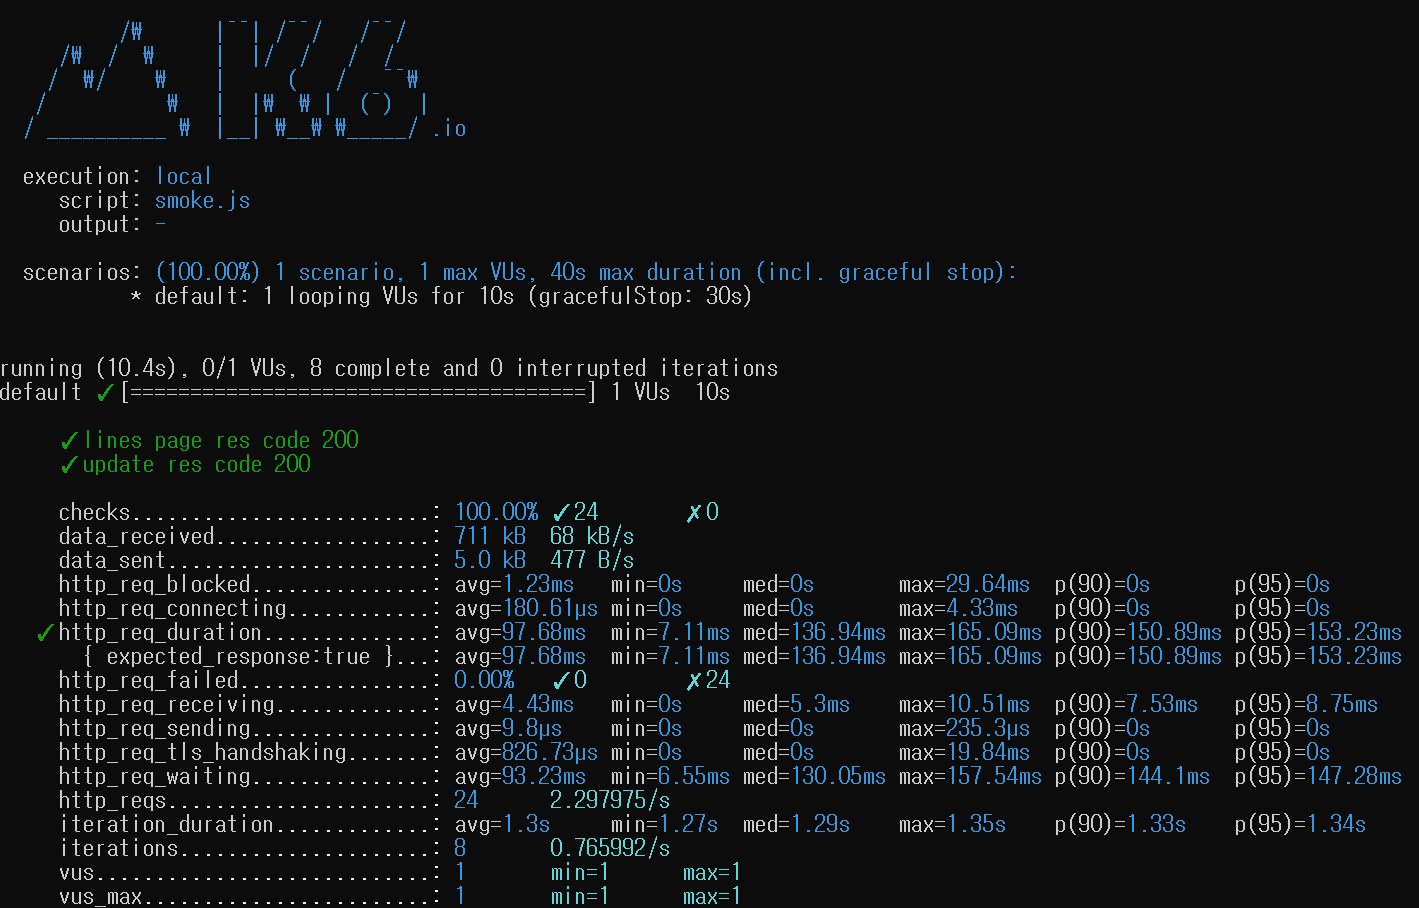 /₩      |‾‾| /‾‾/   /‾‾/
     /₩  /  ₩     |  |/  /   /  /
    /  ₩/    ₩    |     (   /   ‾‾₩
   /          ₩   |  |₩  ₩ |  (‾)  |
  / __________ ₩  |__| ₩__₩ ₩_____/ .io
execution: local
script: smoke.js
output: -
scenarios: (100.00%) 1 scenario, 1 max VUs, 40s max duration (incl. graceful stop):
* default: 1 looping VUs for 10s (gracefulStop: 30s)
running (10.4s), 0/1 VUs, 8 complete and 0 interrupted iterations
default ✓ [======================================] 1 VUs  10s
✓ lines page res code 200
✓ update res code 200
checks.........................: 100.00% ✓ 24       ✗ 0
data_received..................: 711 kB  68 kB/s
data_sent......................: 5.0 kB  477 B/s
http_req_blocked...............: avg=1.23ms   min=0s     med=0s       max=29.64ms  p(90)=0s       p(95)=0s
http_req_connecting............: avg=180.61µs min=0s     med=0s       max=4.33ms   p(90)=0s       p(95)=0s
✓ http_req_duration..............: avg=97.68ms  min=7.11ms med=136.94ms max=165.09ms p(90)=150.89ms p(95)=153.23ms
{ expected_response:true }...: avg=97.68ms  min=7.11ms med=136.94ms max=165.09ms p(90)=150.89ms p(95)=153.23ms
http_req_failed................: 0.00%   ✓ 0        ✗ 24
http_req_receiving.............: avg=4.43ms   min=0s     med=5.3ms    max=10.51ms  p(90)=7.53ms   p(95)=8.75ms
http_req_sending...............: avg=9.8µs    min=0s     med=0s       max=235.3µs  p(90)=0s       p(95)=0s
http_req_tls_handshaking.......: avg=826.73µs min=0s     med=0s       max=19.84ms  p(90)=0s       p(95)=0s
http_req_waiting...............: avg=93.23ms  min=6.55ms med=130.05ms max=157.54ms p(90)=144.1ms  p(95)=147.28ms
http_reqs......................: 24      2.297975/s
iteration_duration.............: avg=1.3s     min=1.27s  med=1.29s    max=1.35s    p(90)=1.33s    p(95)=1.34s
iterations.....................: 8       0.765992/s
vus............................: 1       min=1      max=1
vus_max........................: 1       min=1      max=1